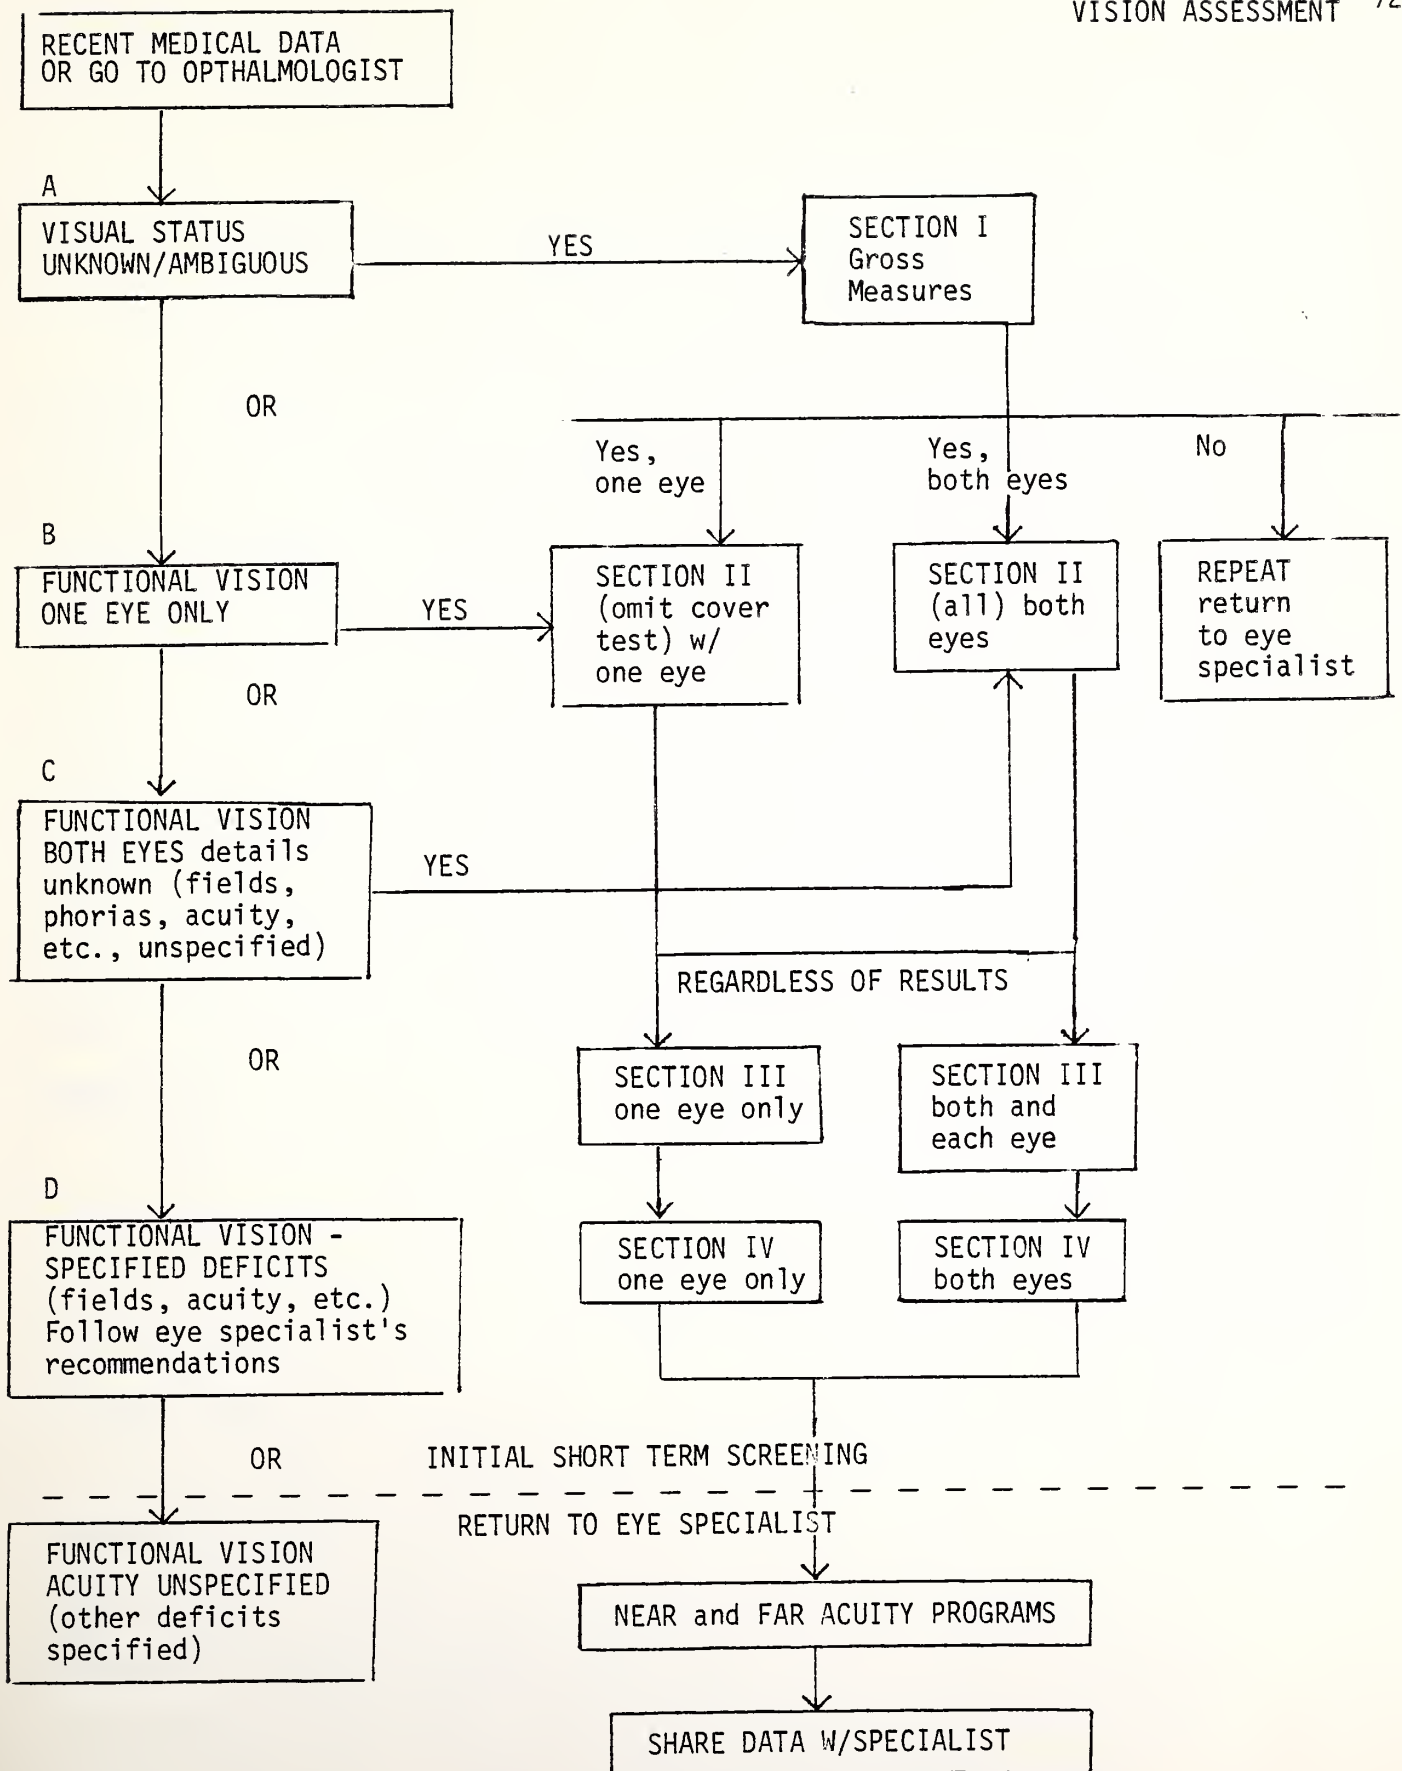 VISION ASSESSMENT
RECENT MEDICAL DATA
OR GO TO OPTHALMOLOGIST
A
VISUAL STATUS
UNKNOWN/AMBIGUOUS
YES
SECTION I
Gross
Measures
OR
Yes,
one eye
Yes,
both eyes
No
B
FUNCTIONAL VISION
ONE EYE ONLY
YES
SECTION II
(omit cover
test) w/
one eye
SECTION II
(all) both
eyes
REPEAT
return
to eye
specialist
OR
C
FUNCTIONAL VISION
BOTH EYES details
unknown (fields,
phorias, acuity,
etc., unspecified)
YES
REGARDLESS OF RESULTS
OR
SECTION III
one eye only
SECTION III
both and
each eye
D
FUNCTIONAL VISION -
SPECIFIED DEFICITS
(fields, acuity, etc.)
Follow eye specialist's
recommendations
SECTION IV
one eye only
SECTION IV
both eyes
OR
INITIAL SHORT TERM SCREENING
RETURN TO EYE SPECIALIST
FUNCTIONAL VISION
ACUITY UNSPECIFIED
(other deficits
specified)
NEAR and FAR ACUITY PROGRAMS
SHARE DATA W/SPECIALIST